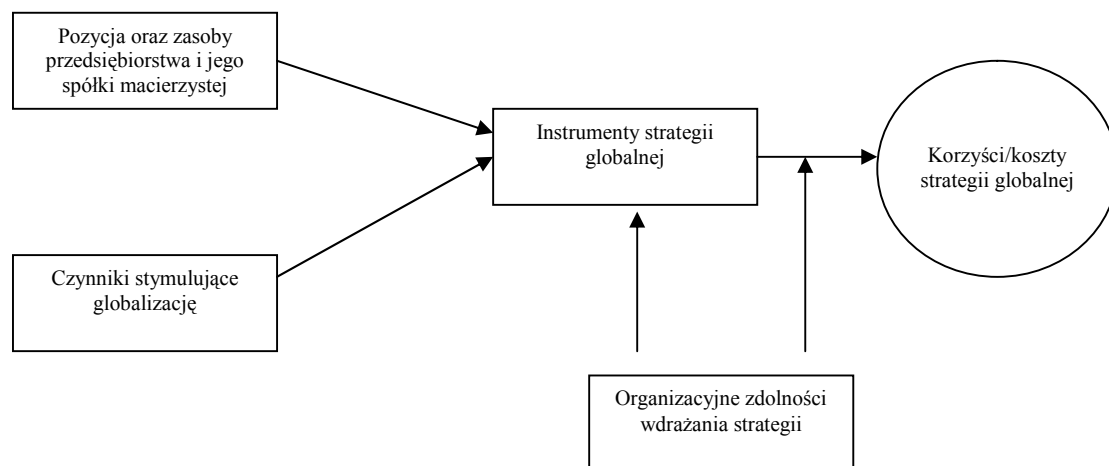 Pozycja oraz zasoby
przedsiębiorstwa i jego
spółki macierzystej
Instrumenty strategii
globalnej
Korzyści/koszty
strategii globalnej
Czynniki stymulujące
globalizację
Organizacyjne zdolności
wdrażania strategii